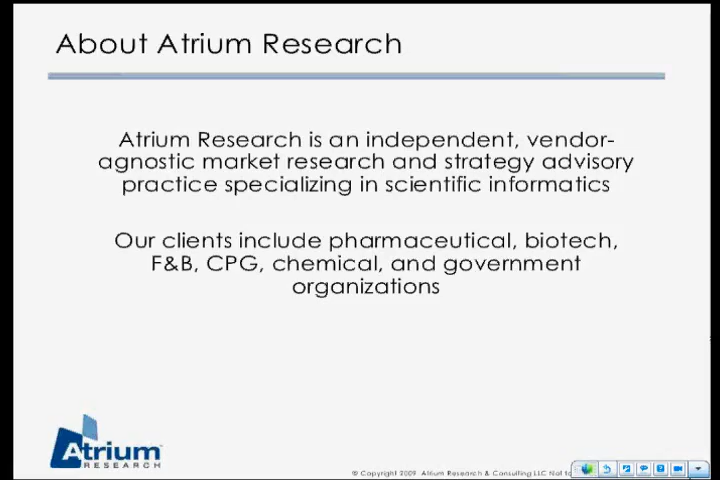 About Atrium Research
Atrium Research is an independent, vendor-
agnostic market research and strategy advisory
practice specializing in scientific informatics
Our clients include pharmaceutical, biotech,
F&B, CPG, chemical, and government
organizations
Atrium
RESEARCH
© Copyright 2009 Atrium Research & Consulting LLC Not